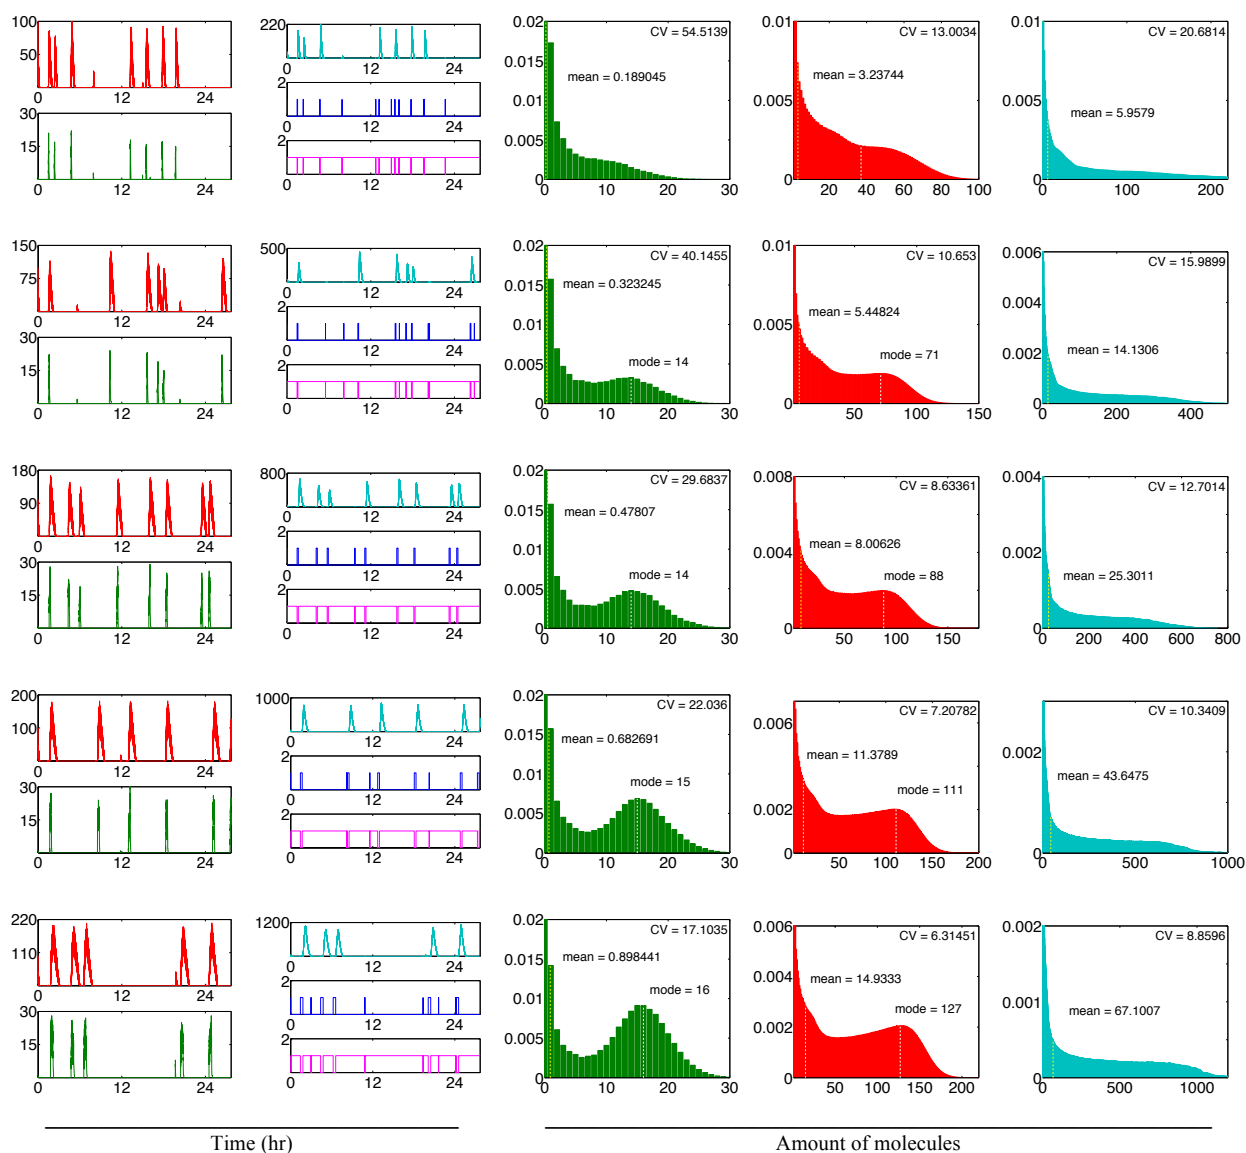 100
50
0
0 12 24
30
15
0 12 24
220
0 12 24
2
0 12 24
2
0 12 24
0.02
0.015
0.01
0.005
0
0 10 20 30
CV = 54.5139
mean = 0.189045
0.01
0.005
0
20 40 60 80 100
CV = 13.0034
mean = 3.23744
0.01
0.005
0
0 100 200
CV = 20.6814
mean = 5.9579
150
75
0
0 12 24
30
15
0
0 12 24
500
0 12 24
2
0 12 24
2
0 12 24
0.02
0.015
0.01
0.005
0
0 10 20 30
CV = 40.1455
mean = 0.323245
mode = 14
0.01
0.005
0
50 100 150
CV = 10.653
mean = 5.44824
mode = 71
0.006
0.004
0.002
0
0 200 400
CV = 15.9899
mean = 14.1306
180
90
0 12 24
30
15
0 12 24
800
0 12 24
2
0 12 24
2
0 12 24
0.02
0.015
0.01
0.005
0
0 10 20 30
CV = 29.6837
mean = 0.47807
mode = 14
0.008
0.004
0
50 100 150
CV = 8.63361
mean = 8.00626
mode = 88
0.004
0.002
0
0 200 400 600 800
CV = 12.7014
mean = 25.3011
200
100
0
0 12 24
30
15
0 12 24
1000
0 12 24
2
0 12 24
2
0 12 24
0.02
0.015
0.01
0.005
0
0 10 20 30
CV = 22.036
mean = 0.682691
mode = 15
0.006
0.004
0.002
0
50 100 150 200
CV = 7.20782
mean = 11.3789
mode = 111
0.002
0
0 500 1000
CV = 10.3409
mean = 43.6475
220
110
0 12 24
30
15
0 12 24
1200
0 12 24
2
0 12 24
2
0 12 24
0.02
0.015
0.01
0.005
0
0 10 20 30
CV = 17.1035
mean = 0.898441
mode = 16
0.006
0.004
0.002
0
50 100 150 200
CV = 6.31451
mean = 14.9333
mode = 127
0.002
0.001
0
0 500 1000
CV = 8.8596
mean = 67.1007
Time (hr)
Amount of molecules